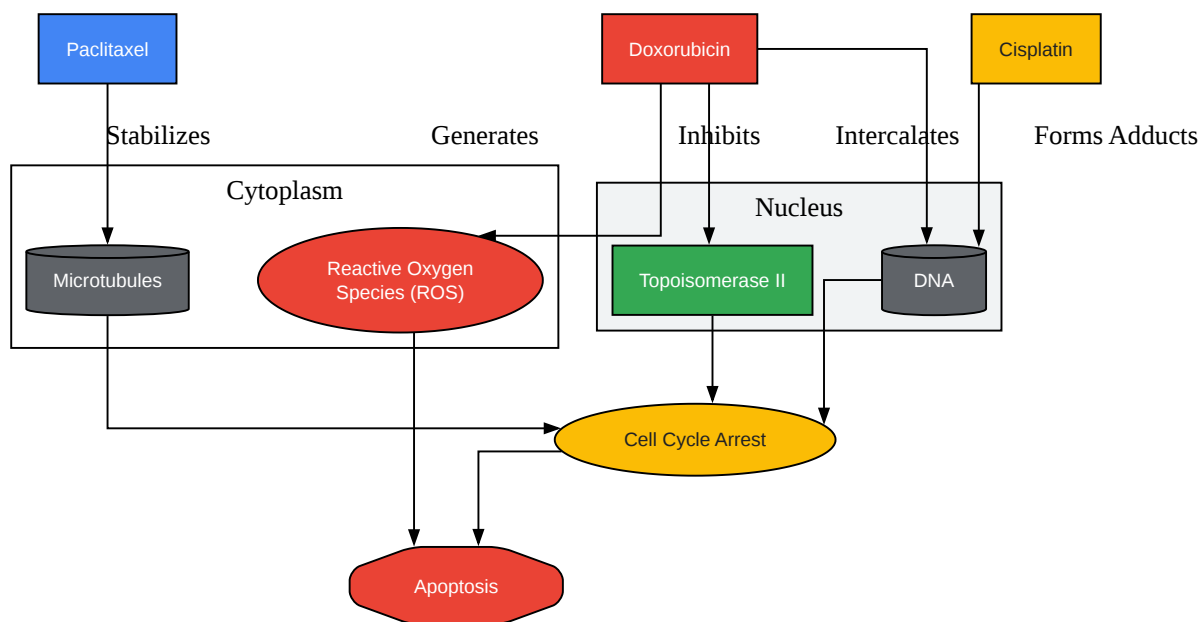 Paclitaxel
Doxorubicin
Cisplatin
Stabilizes
Generates
Inhibits
Intercalates
Forms Adducts
Cytoplasm
Nucleus
Microtubules
Reactive Oxygen
Species (ROS)
Topoisomerase II
DNA
Cell Cycle Arrest
Apoptosis